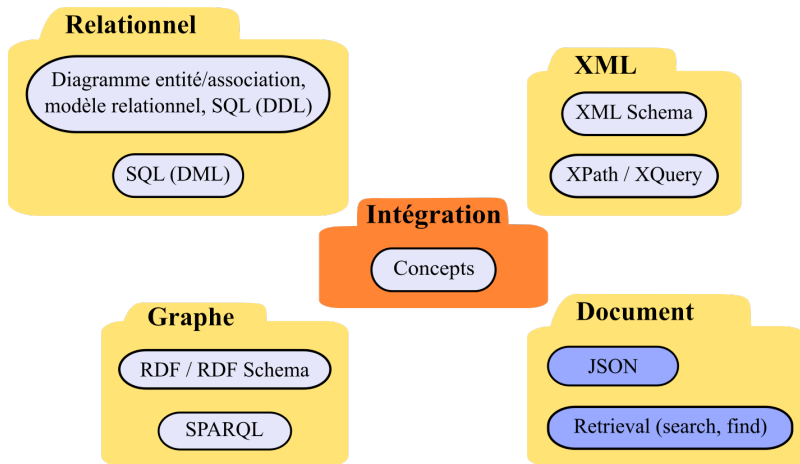 Relationnel
Diagramme entité/association,
modèle relationnel, SQL (DDL)
SQL (DML)
XML
XML Schema
XPath / XQuery
Intégration
Concepts
Graphe
RDF / RDF Schema
SPARQL
Document
JSON
Retrieval (search, find)